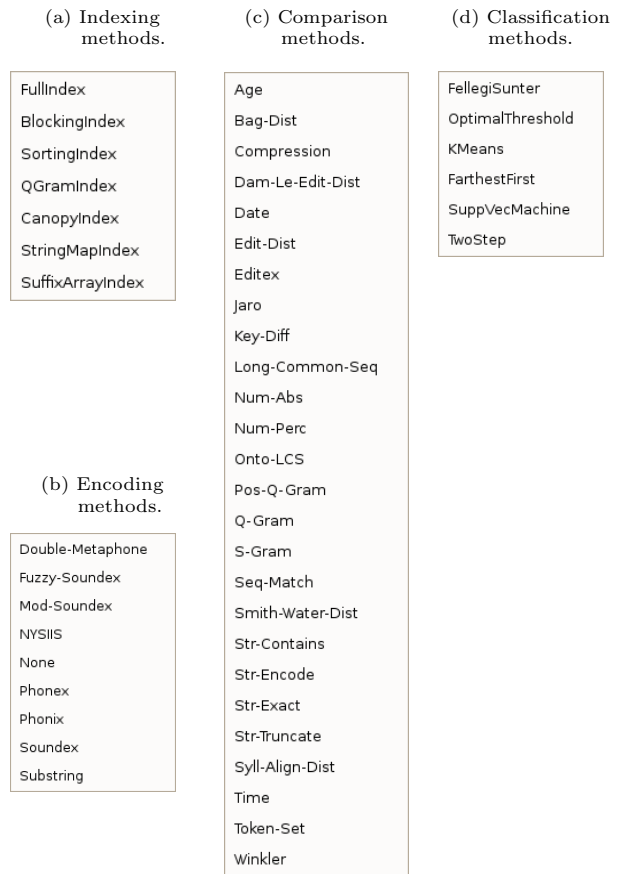 (a) Indexing
methods.
FullIndex
BlockingIndex
SortingIndex
QGramIndex
CanopyIndex
StringMapIndex
SuffixArrayIndex
(b) Encoding
methods.
Double-Metaphone
Fuzzy-Soundex
Mod-Soundex
NYSIIS
None
Phonex
Phonix
Soundex
Substring
(c) Comparison
methods.
Age
Bag-Dist
Compression
Dam-Le-Edit-Dist
Date
Edit-Dist
Editex
Jaro
Key-Diff
Long-Common-Seq
Num-Abs
Num-Perc
Onto-LCS
Pos-Q-Gram
Q-Gram
S-Gram
Seq-Match
Smith-Water-Dist
Str-Contains
Str-Encode
Str-Exact
Str-Truncate
Syll-Align-Dist
Time
Token-Set
Winkler
(d) Classification
methods.
FellegiSunter
OptimalThreshold
KMeans
FarthestFirst
SuppVecMachine
TwoStep